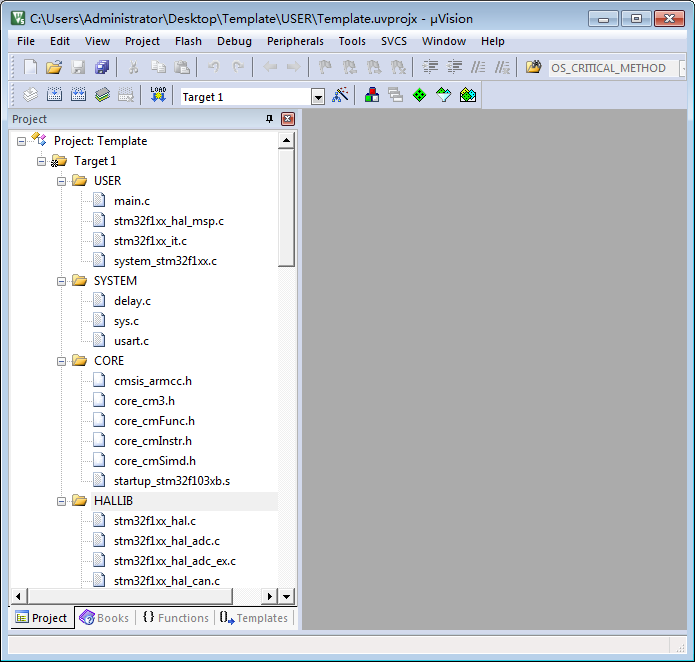 C:\Users\Administrator\Desktop\Template\USER\Template.uvprojx - µVision
File Edit View Project Flash Debug Peripherals Tools SVCS Window Help
OS_CRITICAL_METHOD
LOAD Target 1
Project
Project: Template
Target 1
USER
main.c
stm32f1xx_hal_msp.c
stm32f1xx_it.c
system_stm32f1xx.c
SYSTEM
delay.c
sys.c
usart.c
CORE
cmsis_armcc.h
core_cm3.h
core_cmFunc.h
core_cmInstr.h
core_cmSimd.h
startup_stm32f103xb.s
HALLIB
stm32f1xx_hal.c
stm32f1xx_hal_adc.c
stm32f1xx_hal_adc_ex.c
stm32f1xx_hal_can.c
Project Books {} Functions 0 Templates